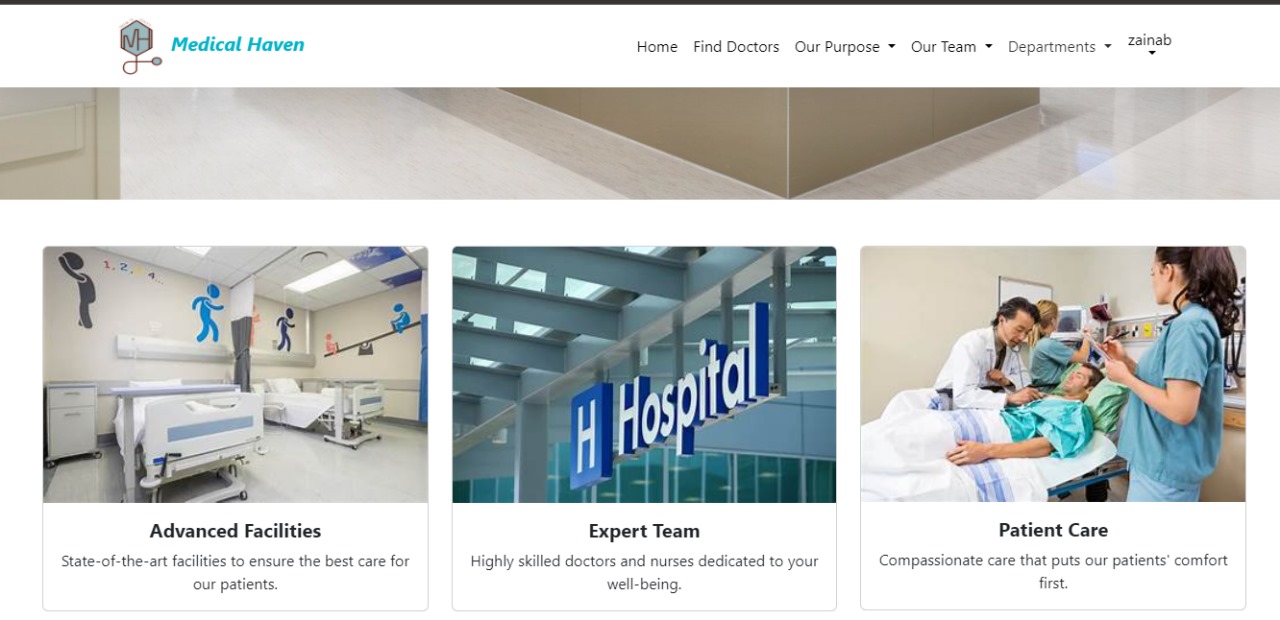 MH
Medical Haven
Home Find Doctors Our Purpose Our Team Departments zainab
1, 2, 3, 4...
H Hospital
Advanced Facilities
State-of-the-art facilities to ensure the best care for
our patients.
Expert Team
Highly skilled doctors and nurses dedicated to your
well-being.
Patient Care
Compassionate care that puts our patients' comfort
first.